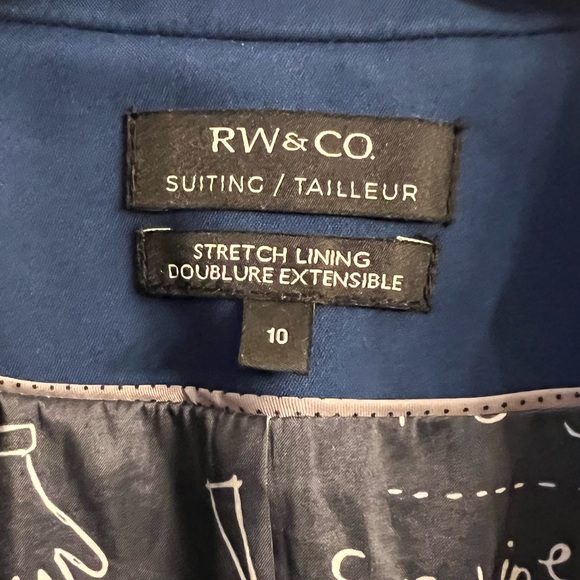 RW&CO.
SUITING / TAILLEUR
STRETCH LINING
DOUBLURE EXTENSIBLE
10